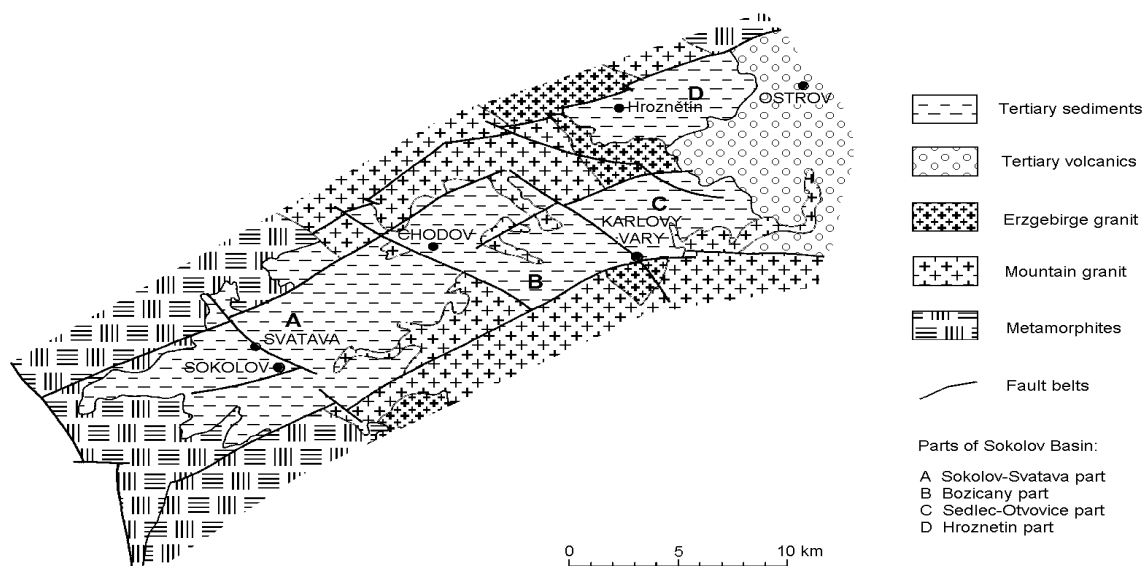 D
OSTROV
Hroznětín
Tertiary sediments
Tertiary volcanics
C
KARLOVY
VARY
Erzgebirge granit
CHODOV
B
Mountain granit
A
SVATAVA
Metamorphites
SOKOLOV
Fault belts
Parts of Sokolov Basin:
A Sokolov-Svatava part
B Bozicany part
C Sedlec-Otvovice part
D Hroznetin part
0 5 10 km